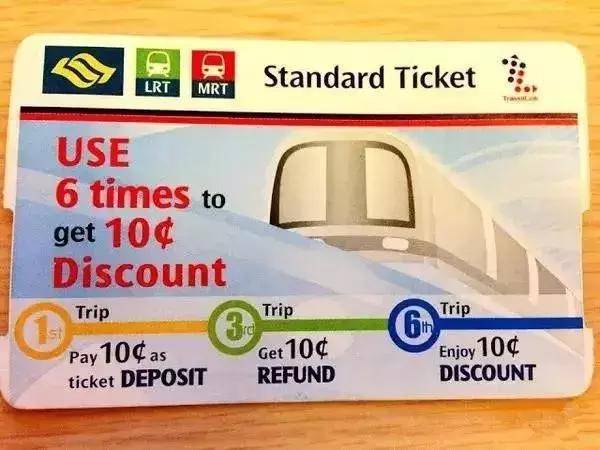 LRT MRT Standard Ticket
TransitLink
USE
6 times to
get 10¢
Discount
1st Trip
Pay 10¢ as
ticket DEPOSIT
3rd Trip
Get 10¢
REFUND
6th Trip
Enjoy 10¢
DISCOUNT